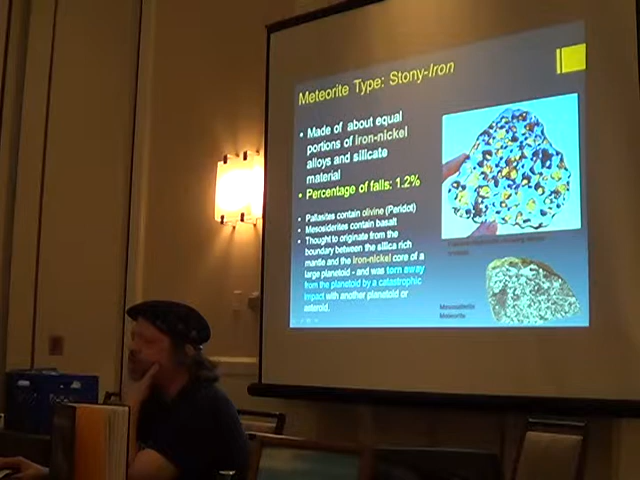 Meteorite Type: Stony-Iron
• Made of about equal
portions of iron-nickel
alloys and silicate
material
• Percentage of falls: 1.2%
• Pallasites contain olivine (Peridot)
• Mesosiderites contain basalt
• Thought to originate from the
boundary between the silica rich
mantle and the iron-nickel core of a
large planetoid - and was torn away
from the planetoid by a catastrophic
impact with another planetoid or
asteroid.
Mesosiderite
Meteorite